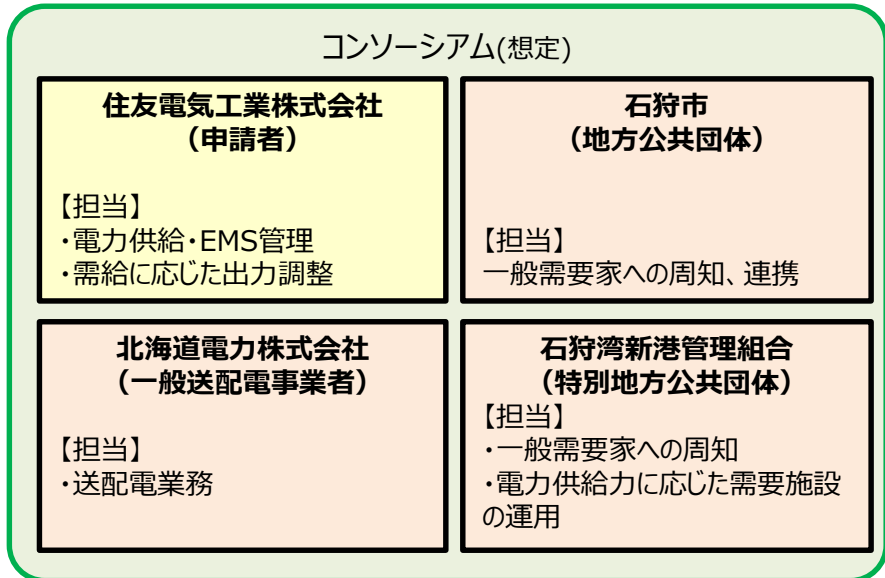 コンソーシアム(想定)
住友電気工業株式会社
（申請者）
【担当】
・電力供給・EMS管理
・需給に応じた出力調整
石狩市
（地方公共団体）
【担当】
一般需要家への周知、連携
北海道電力株式会社
（一般送配電事業者）
【担当】
・送配電業務
石狩湾新港管理組合
（特別地方公共団体）
【担当】
・一般需要家への周知
・電力供給力に応じた需要施設
の運用